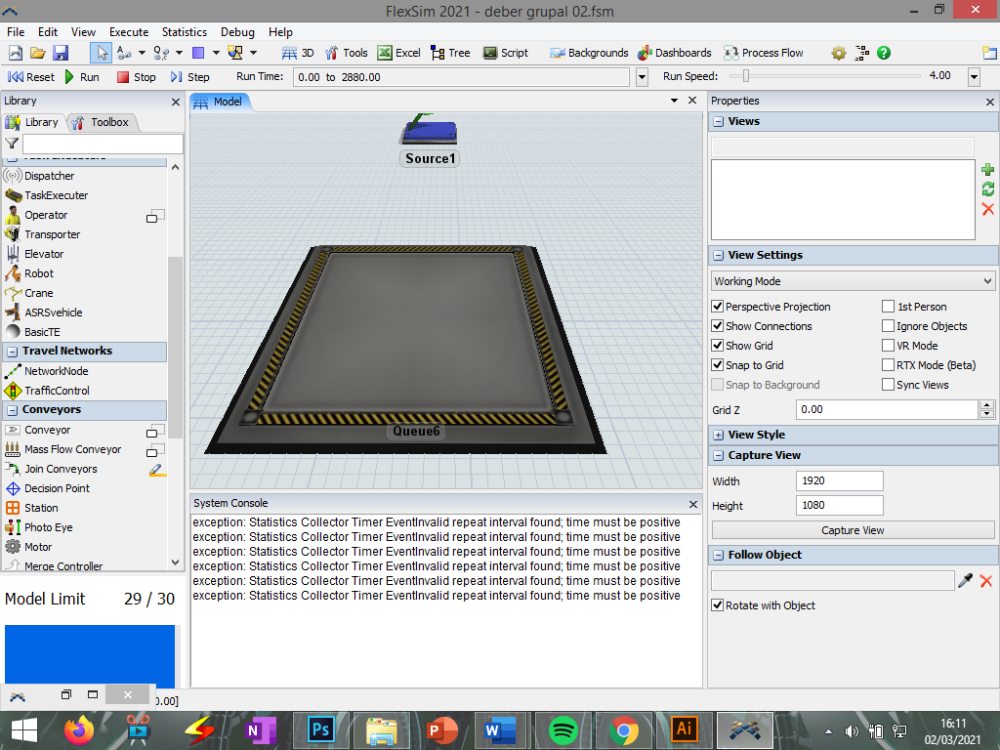 FlexSim 2021 - deber grupal 02.fsm
File Edit View Execute Statistics Debug Help
3D Tools Excel Tree Script Backgrounds Dashboards Process Flow
Reset Run Stop Step Run Time: 0.00 to 2880.00 Run Speed: 4.00
Library
Library Toolbox
Dispatcher
TaskExecuter
Operator
Transporter
Elevator
Robot
Crane
ASRSvehicle
BasicTE
Travel Networks
NetworkNode
TrafficControl
Conveyors
Conveyor
Mass Flow Conveyor
Join Conveyors
Decision Point
Station
Photo Eye
Motor
Merge Controller
Model Limit 29 / 30
0.00]
Model
Source1
Queue6
System Console
exception: Statistics Collector Timer EventInvalid repeat interval found; time must be positive
exception: Statistics Collector Timer EventInvalid repeat interval found; time must be positive
exception: Statistics Collector Timer EventInvalid repeat interval found; time must be positive
exception: Statistics Collector Timer EventInvalid repeat interval found; time must be positive
exception: Statistics Collector Timer EventInvalid repeat interval found; time must be positive
exception: Statistics Collector Timer EventInvalid repeat interval found; time must be positive
Properties
Views
View Settings
Working Mode
Perspective Projection 1st Person
Show Connections Ignore Objects
Show Grid VR Mode
Snap to Grid RTX Mode (Beta)
Snap to Background Sync Views
Grid Z 0.00
View Style
Capture View
Width 1920
Height 1080
Capture View
Follow Object
Rotate with Object
N Ps P W Ai
16:11
02/03/2021